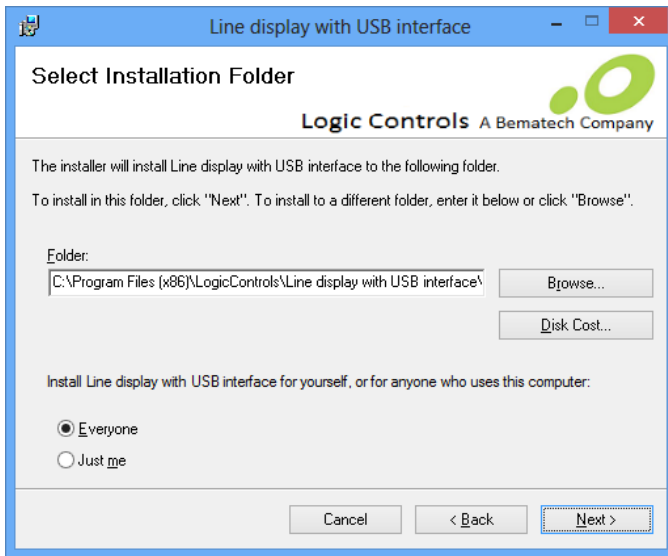 Line display with USB interface
Select Installation Folder
Logic Controls A Bematech Company
The installer will install Line display with USB interface to the following folder.
To install in this folder, click "Next". To install to a different folder, enter it below or click "Browse".
Folder:
C:\Program Files (x86)\LogicControls\Line display with USB interface\
Browse...
Disk Cost...
Install Line display with USB interface for yourself, or for anyone who uses this computer:
Everyone
Just me
Cancel
< Back
Next >